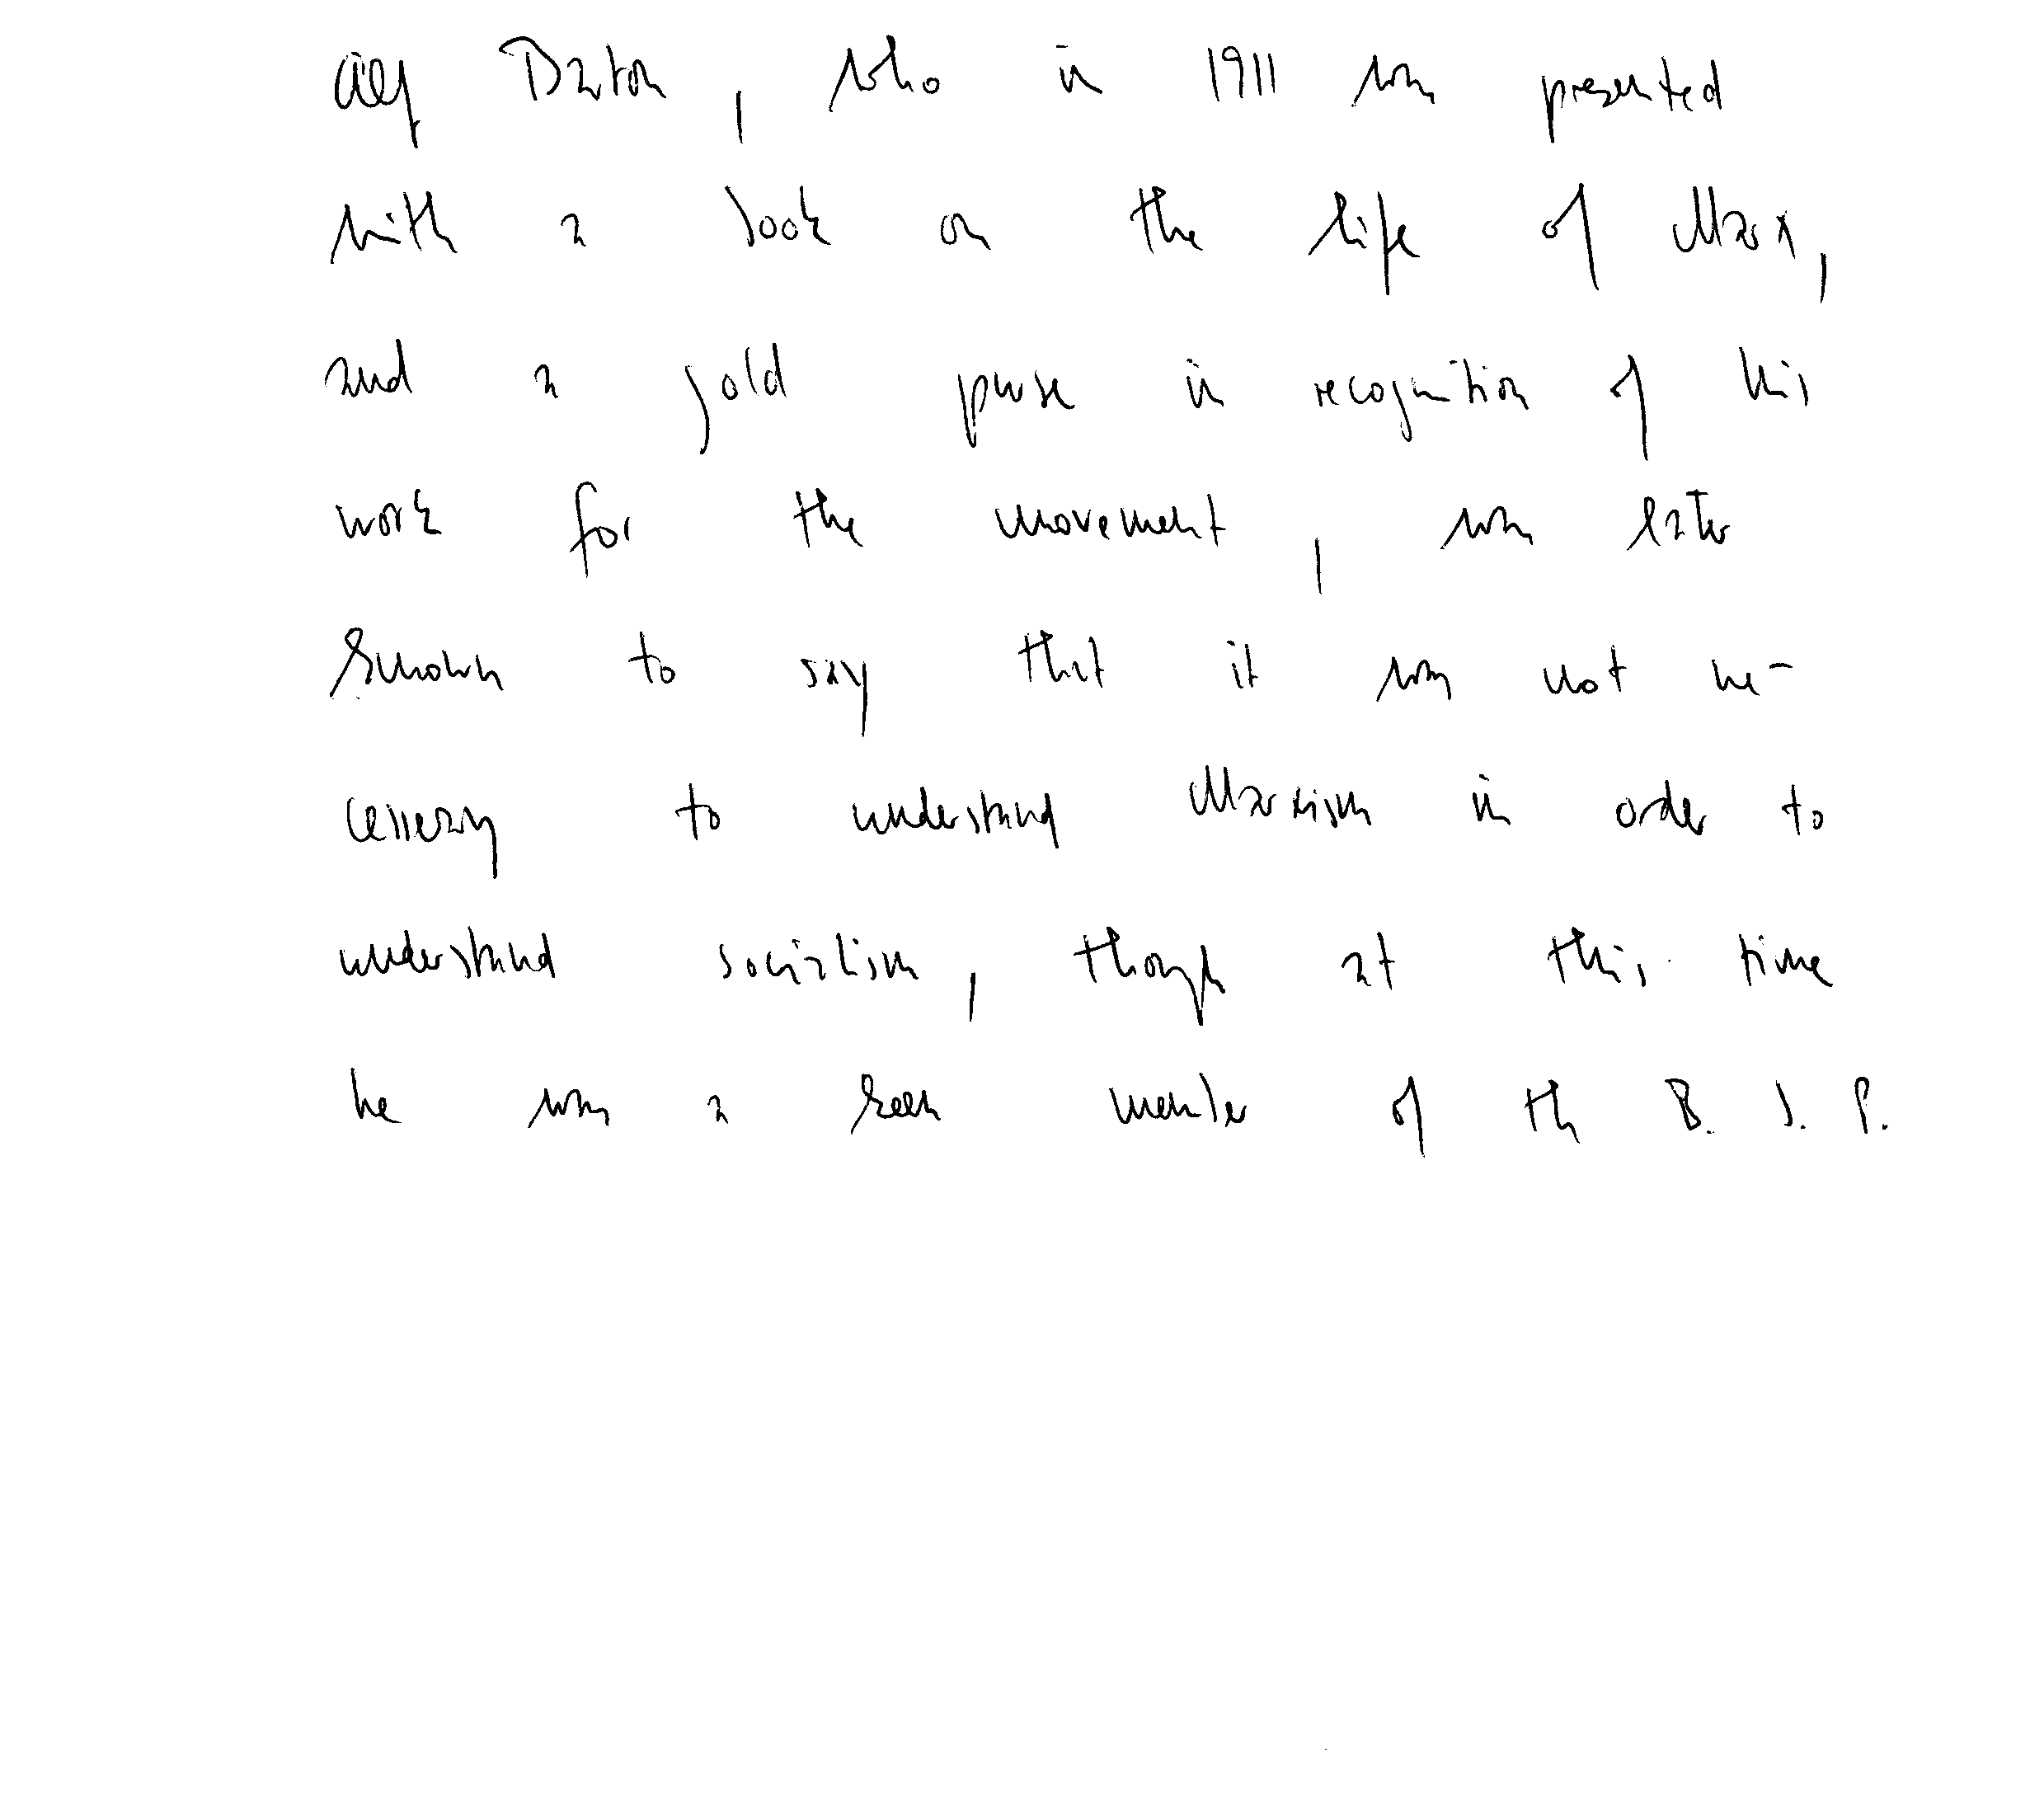 Alf Barton, who in 1911 was presented
with a book on the life of Marx,
and a gold purse in recognition of his
work for the movement, was later
known to say that it was not ne-
cessary to understand Marxism in order to
understand socialism, though at this time
he was a keen member of the B. S. P.